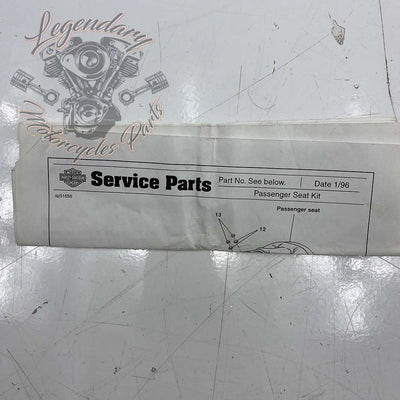 Legendary
Motorcycles Parts
Service Parts
Part No. See below.
Date 1/96
Passenger Seat Kit
Passenger seat
13
12